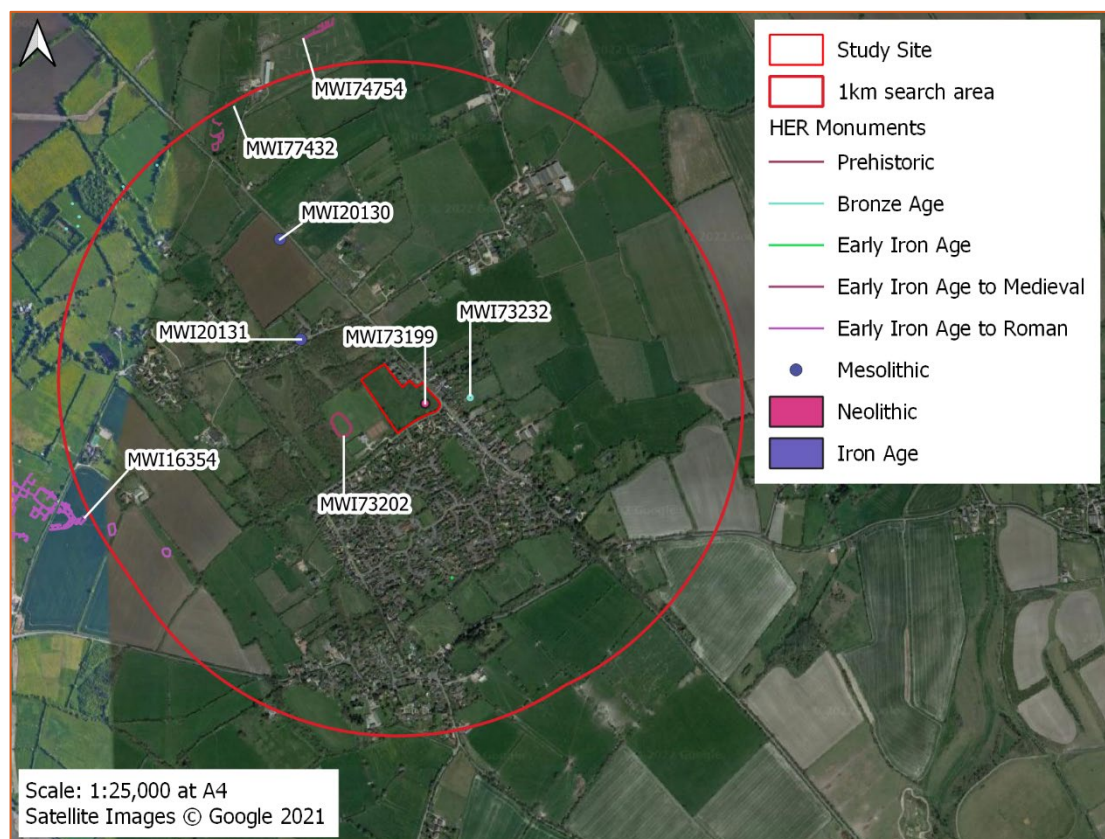 MWI74754
MWI77432
MWI20130
MWI20131
MWI73199
MWI73232
MWI16354
MWI73202
Study Site
1km search area
HER Monuments
Prehistoric
Bronze Age
Early Iron Age
Early Iron Age to Medieval
Early Iron Age to Roman
Mesolithic
Neolithic
Iron Age
Scale: 1:25,000 at A4
Satellite Images © Google 2021